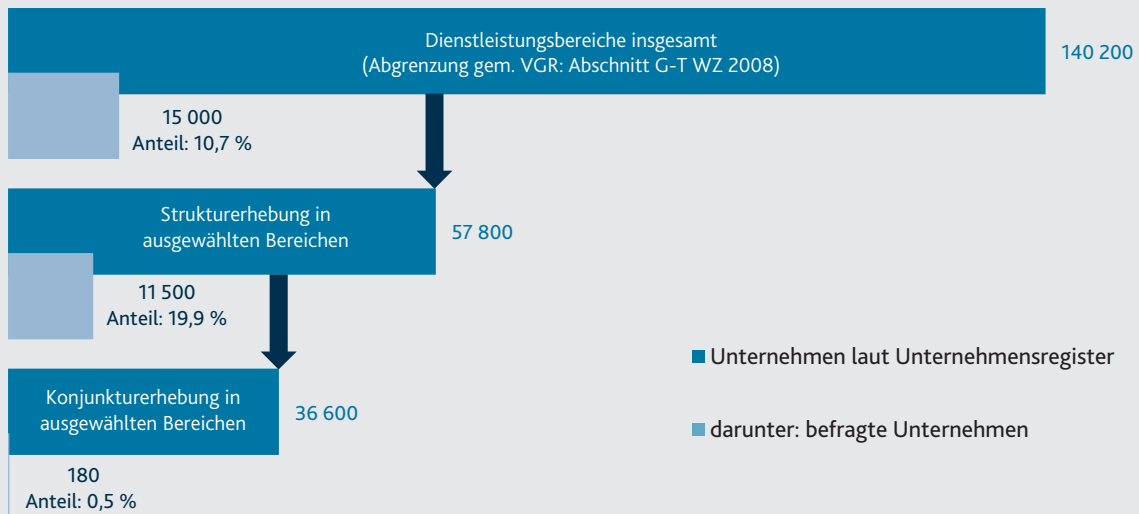 Dienstleistungsbereiche insgesamt
(Abgrenzung gem. VGR: Abschnitt G-T WZ 2008)
140 200
15 000
Anteil: 10,7 %
Strukturerhebung in
ausgewählten Bereichen
57 800
11 500
Anteil: 19,9 %
Unternehmen laut Unternehmensregister
Konjunkturerhebung in
ausgewählten Bereichen
36 600
darunter: befragte Unternehmen
180
Anteil: 0,5 %